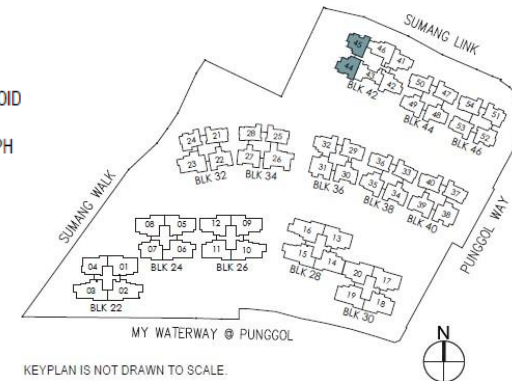 SUMANG LINK
OID
PH
45
46
41
44
43
42
BLK 42
50
47
49
48
BLK 44
54
51
53
52
BLK 46
24
21
23
22
BLK 32
28
25
27
26
BLK 34
32
29
31
30
BLK 36
36
33
35
34
BLK 38
40
37
39
38
BLK 40
SUMANG WALK
PUNGGOL WAY
08
05
07
06
BLK 24
12
09
11
10
BLK 26
16
13
15
14
BLK 28
20
17
19
18
BLK 30
04
01
03
02
BLK 22
MY WATERWAY @ PUNGGOL
N
KEYPLAN IS NOT DRAWN TO SCALE.